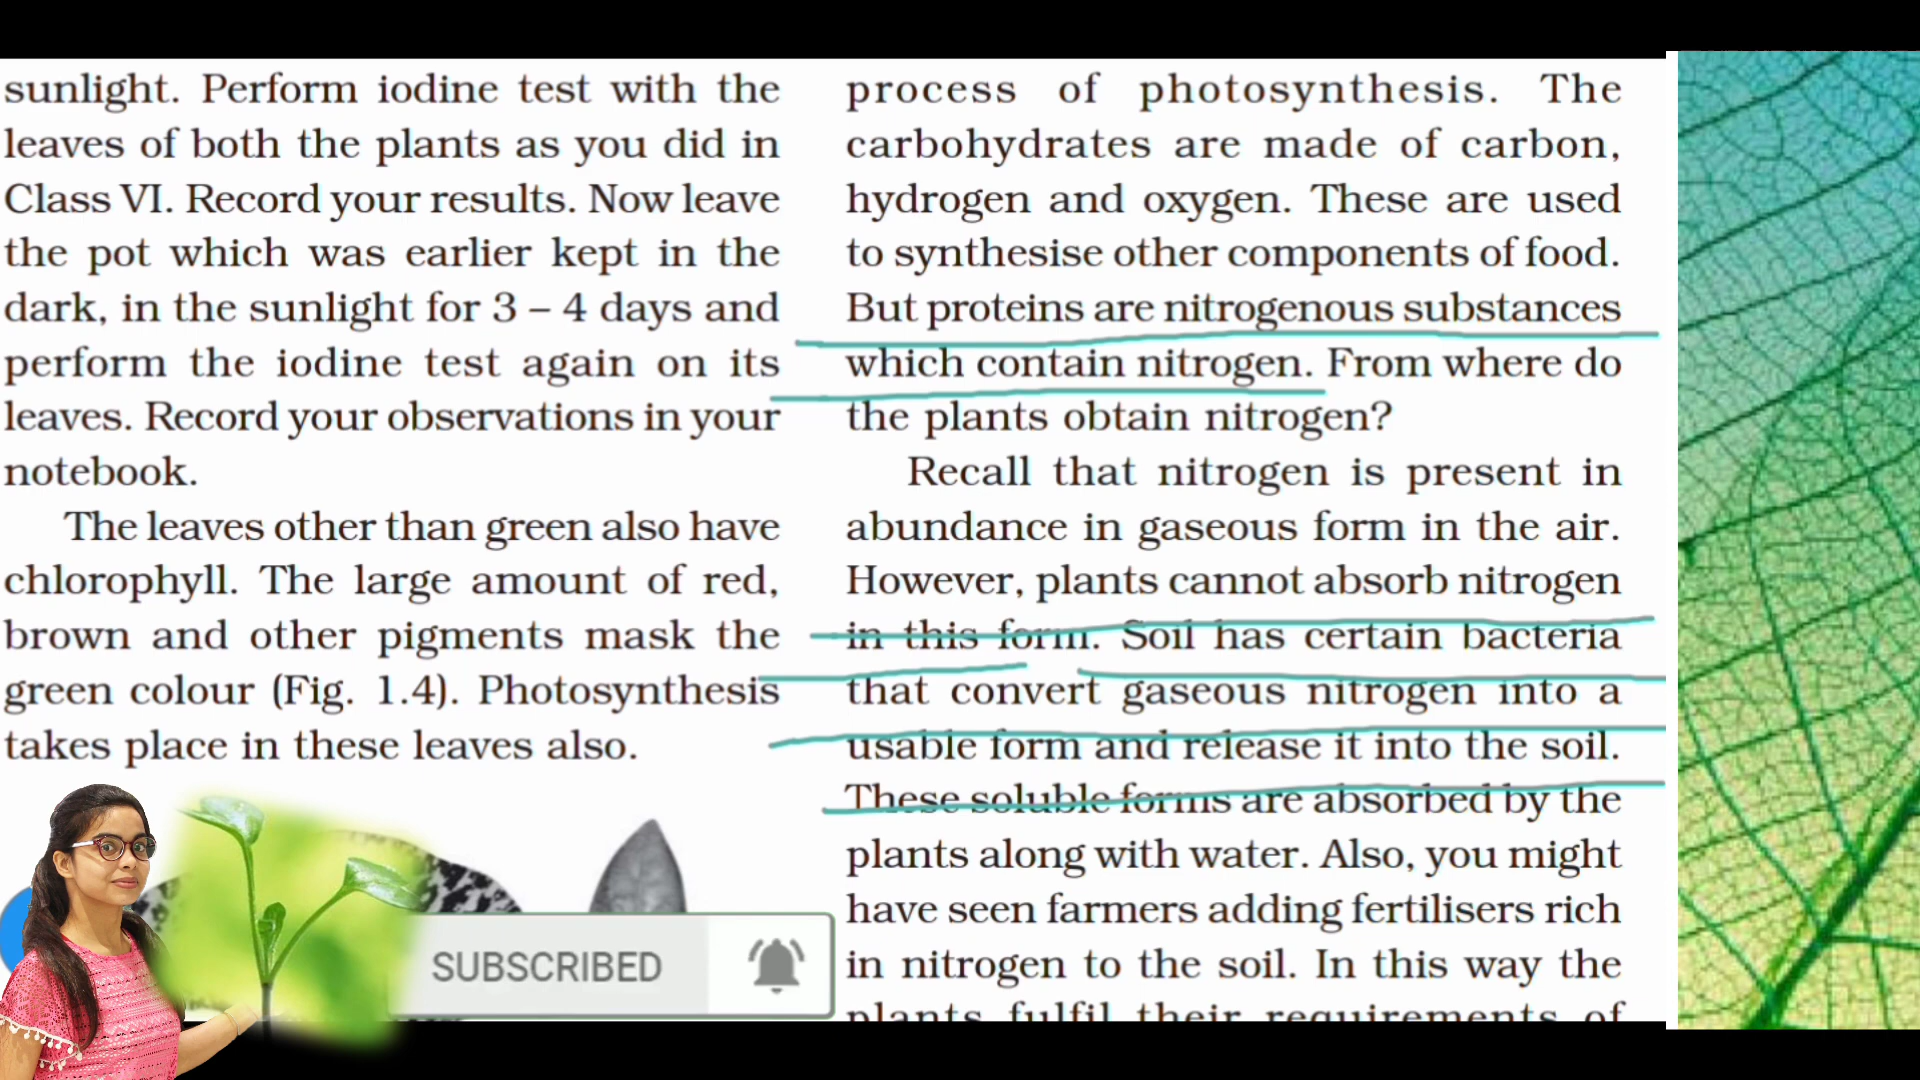 sunlight. Perform iodine test with the
leaves of both the plants as you did in
Class VI. Record your results. Now leave
the pot which was earlier kept in the
dark, in the sunlight for 3 – 4 days and
perform the iodine test again on its
leaves. Record your observations in your
notebook.
The leaves other than green also have
chlorophyll. The large amount of red,
brown and other pigments mask the
green colour (Fig. 1.4). Photosynthesis
takes place in these leaves also.
SUBSCRIBED
process of photosynthesis. The
carbohydrates are made of carbon,
hydrogen and oxygen. These are used
to synthesise other components of food.
But proteins are nitrogenous substances
which contain nitrogen. From where do
the plants obtain nitrogen?
Recall that nitrogen is present in
abundance in gaseous form in the air.
However, plants cannot absorb nitrogen
in this form. Soil has certain bacteria
that convert gaseous nitrogen into a
usable form and release it into the soil.
These soluble forms are absorbed by the
plants along with water. Also, you might
have seen farmers adding fertilisers rich
in nitrogen to the soil. In this way the
plants fulfil their requirements of